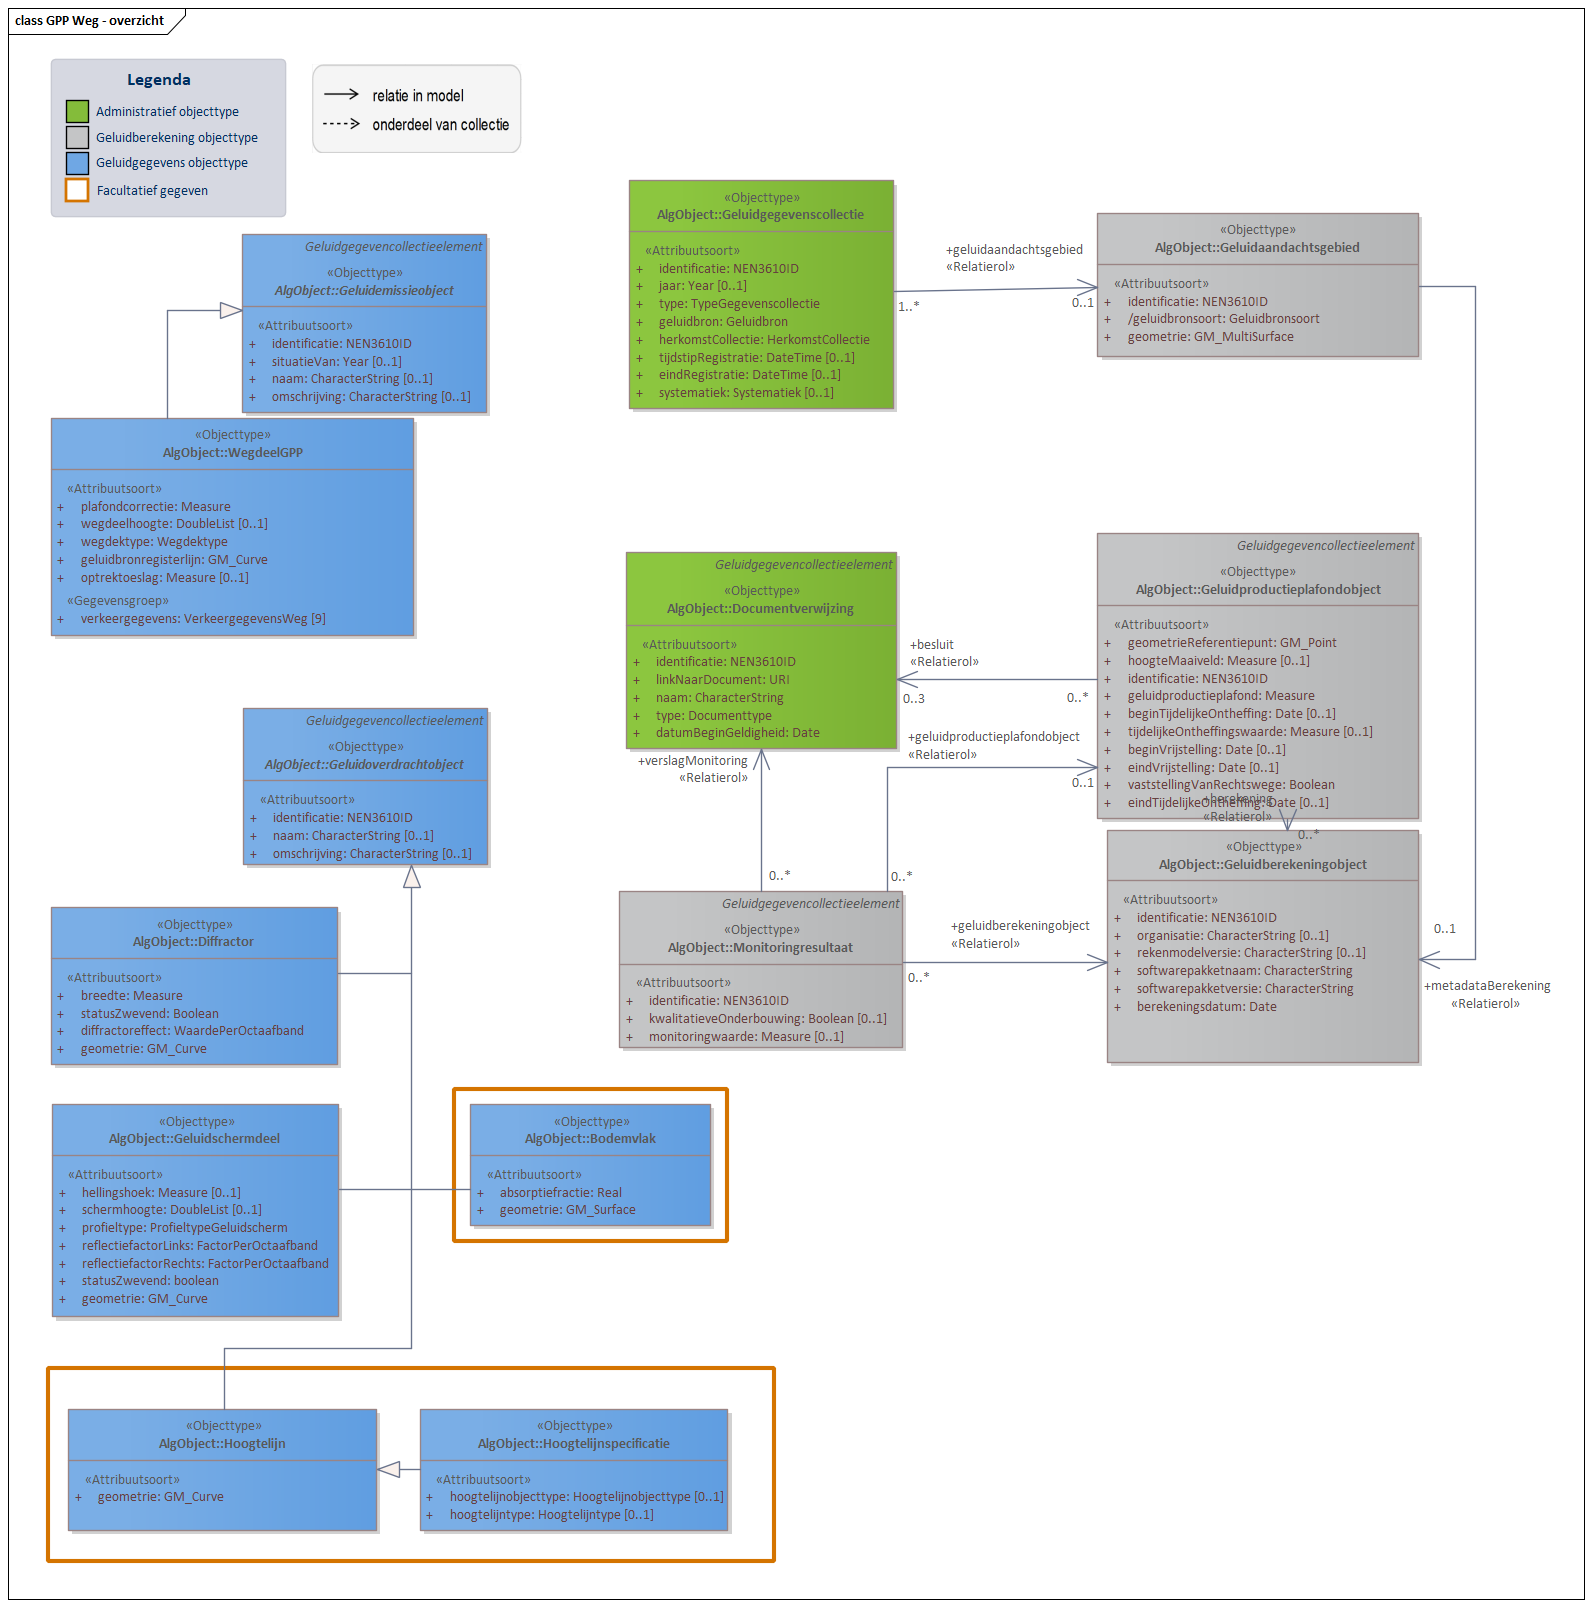 class GPP Weg - overzicht
Legenda
Administratief objecttype
Geluidberekening objecttype
Geluidgegevens objecttype
Facultatief gegeven
relatie in model
onderdeel van collectie
Geluidgegevencollectieelement
«Objecttype»
AlgObject::Geluidemissieobject
«Attribuutsoort»
+ identificatie: NEN3610ID
+ situatieVan: Year [0..1]
+ naam: CharacterString [0..1]
+ omschrijving: CharacterString [0..1]
«Objecttype»
AlgObject::WegdeelGPP
«Attribuutsoort»
+ plafondcorrectie: Measure
+ wegdeelhoogte: DoubleList [0..1]
+ wegdektype: Wegdektype
+ geluidbronregisterlijn: GM_Curve
+ optrektoeslag: Measure [0..1]
«Gegevensgroep»
+ verkeergegevens: VerkeergegevensWeg [9]
«Objecttype»
AlgObject::Geluidgegevenscollectie
«Attribuutsoort»
+ identificatie: NEN3610ID
+ jaar: Year [0..1]
+ type: TypeGegevenscollectie
+ geluidbron: Geluidbron
+ herkomstCollectie: HerkomstCollectie
+ tijdstipRegistratie: DateTime [0..1]
+ eindRegistratie: DateTime [0..1]
+ systematiek: Systematiek [0..1]
+geluidaandachtsgebied
«Relatierol»
1..*
0..1
«Objecttype»
AlgObject::Geluidaandachtsgebied
«Attribuutsoort»
+ identificatie: NEN3610ID
+ /geluidbronsoort: Geluidbronsoort
+ geometrie: GM_MultiSurface
Geluidgegevencollectieelement
«Objecttype»
AlgObject::Documentverwijzing
«Attribuutsoort»
+ identificatie: NEN3610ID
+ linkNaarDocument: URI
+ naam: CharacterString
+ type: Documenttype
+ datumBeginGeldigheid: Date
+besluit
«Relatierol»
0..3
0..*
Geluidgegevencollectieelement
«Objecttype»
AlgObject::Geluidproductieplafondobject
«Attribuutsoort»
+ geometrieReferentiepunt: GM_Point
+ hoogteMaaiveld: Measure [0..1]
+ identificatie: NEN3610ID
+ geluidproductieplafond: Measure
+ beginTijdelijkeOntheffing: Date [0..1]
+ tijdelijkeOntheffingswaarde: Measure [0..1]
+ beginVrijstelling: Date [0..1]
+ eindVrijstelling: Date [0..1]
+ vaststellingVanRechtswege: Boolean
+ eindTijdelijkeOntheffing: Date [0..1]
+berekening
«Relatierol»
0..*
+geluidproductieplafondobject
«Relatierol»
0..1
0..*
+verslagMonitoring
«Relatierol»
0..*
Geluidgegevencollectieelement
«Objecttype»
AlgObject::Geluidoverdrachtobject
«Attribuutsoort»
+ identificatie: NEN3610ID
+ naam: CharacterString [0..1]
+ omschrijving: CharacterString [0..1]
Geluidgegevencollectieelement
«Objecttype»
AlgObject::Monitoringresultaat
«Attribuutsoort»
+ identificatie: NEN3610ID
+ kwalitatieveOnderbouwing: Boolean [0..1]
+ monitoringwaarde: Measure [0..1]
+geluidberekeningobject
«Relatierol»
0..*
«Objecttype»
AlgObject::Geluidberekeningobject
«Attribuutsoort»
+ identificatie: NEN3610ID
+ organisatie: CharacterString [0..1]
+ rekenmodelversie: CharacterString [0..1]
+ softwarepakketnaam: CharacterString
+ softwarepakketversie: CharacterString
+ berekeningsdatum: Date
0..1
+metadataBerekening
«Relatierol»
«Objecttype»
AlgObject::Diffractor
«Attribuutsoort»
+ breedte: Measure
+ statusZwevend: Boolean
+ diffractoreffect: WaardePerOctaafband
+ geometrie: GM_Curve
«Objecttype»
AlgObject::Geluidschermdeel
«Attribuutsoort»
+ hellingshoek: Measure [0..1]
+ schermhoogte: DoubleList [0..1]
+ profieltype: ProfieltypeGeluidscherm
+ reflectiefactorLinks: FactorPerOctaafband
+ reflectiefactorRechts: FactorPerOctaafband
+ statusZwevend: boolean
+ geometrie: GM_Curve
«Objecttype»
AlgObject::Bodemvlak
«Attribuutsoort»
+ absorptiefractie: Real
+ geometrie: GM_Surface
«Objecttype»
AlgObject::Hoogtelijn
«Attribuutsoort»
+ geometrie: GM_Curve
«Objecttype»
AlgObject::Hoogtelijnspecificatie
«Attribuutsoort»
+ hoogtelijnobjecttype: Hoogtelijnobjecttype [0..1]
+ hoogtelijntype: Hoogtelijntype [0..1]